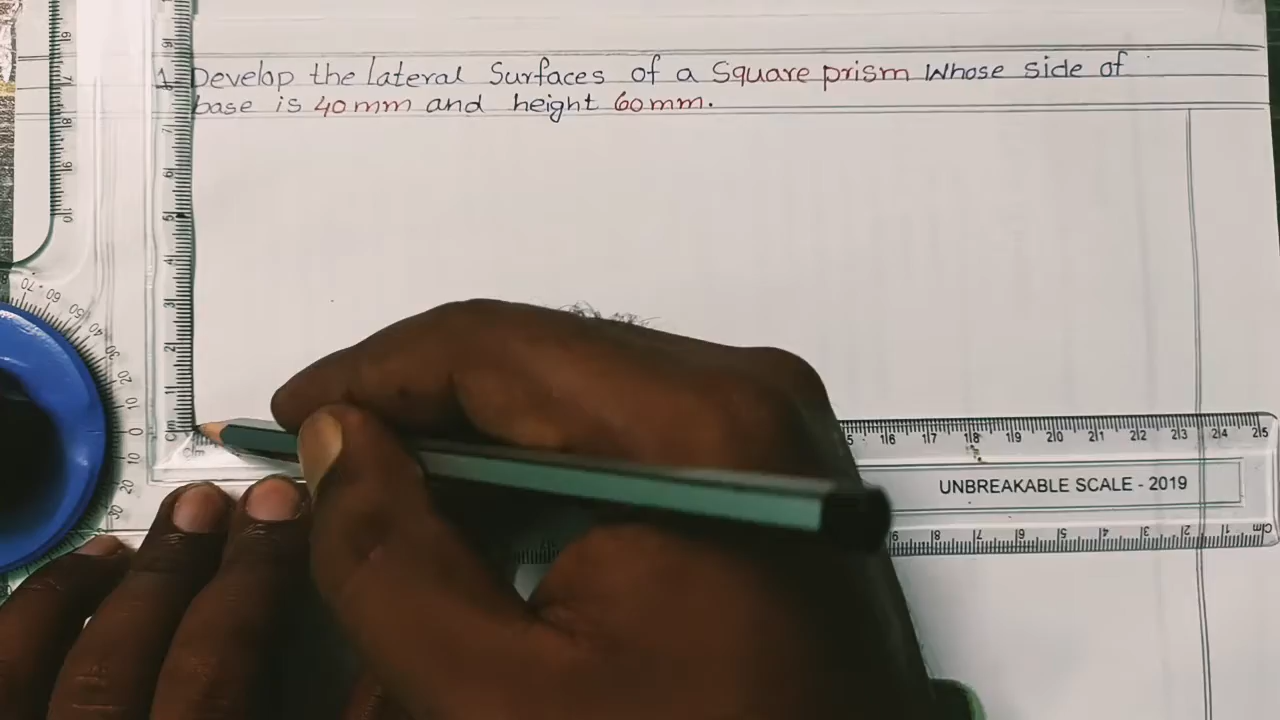 1. Develop the lateral Surfaces of a Square prism Whose side of
base is 40mm and height 60mm.
UNBREAKABLE SCALE - 2019